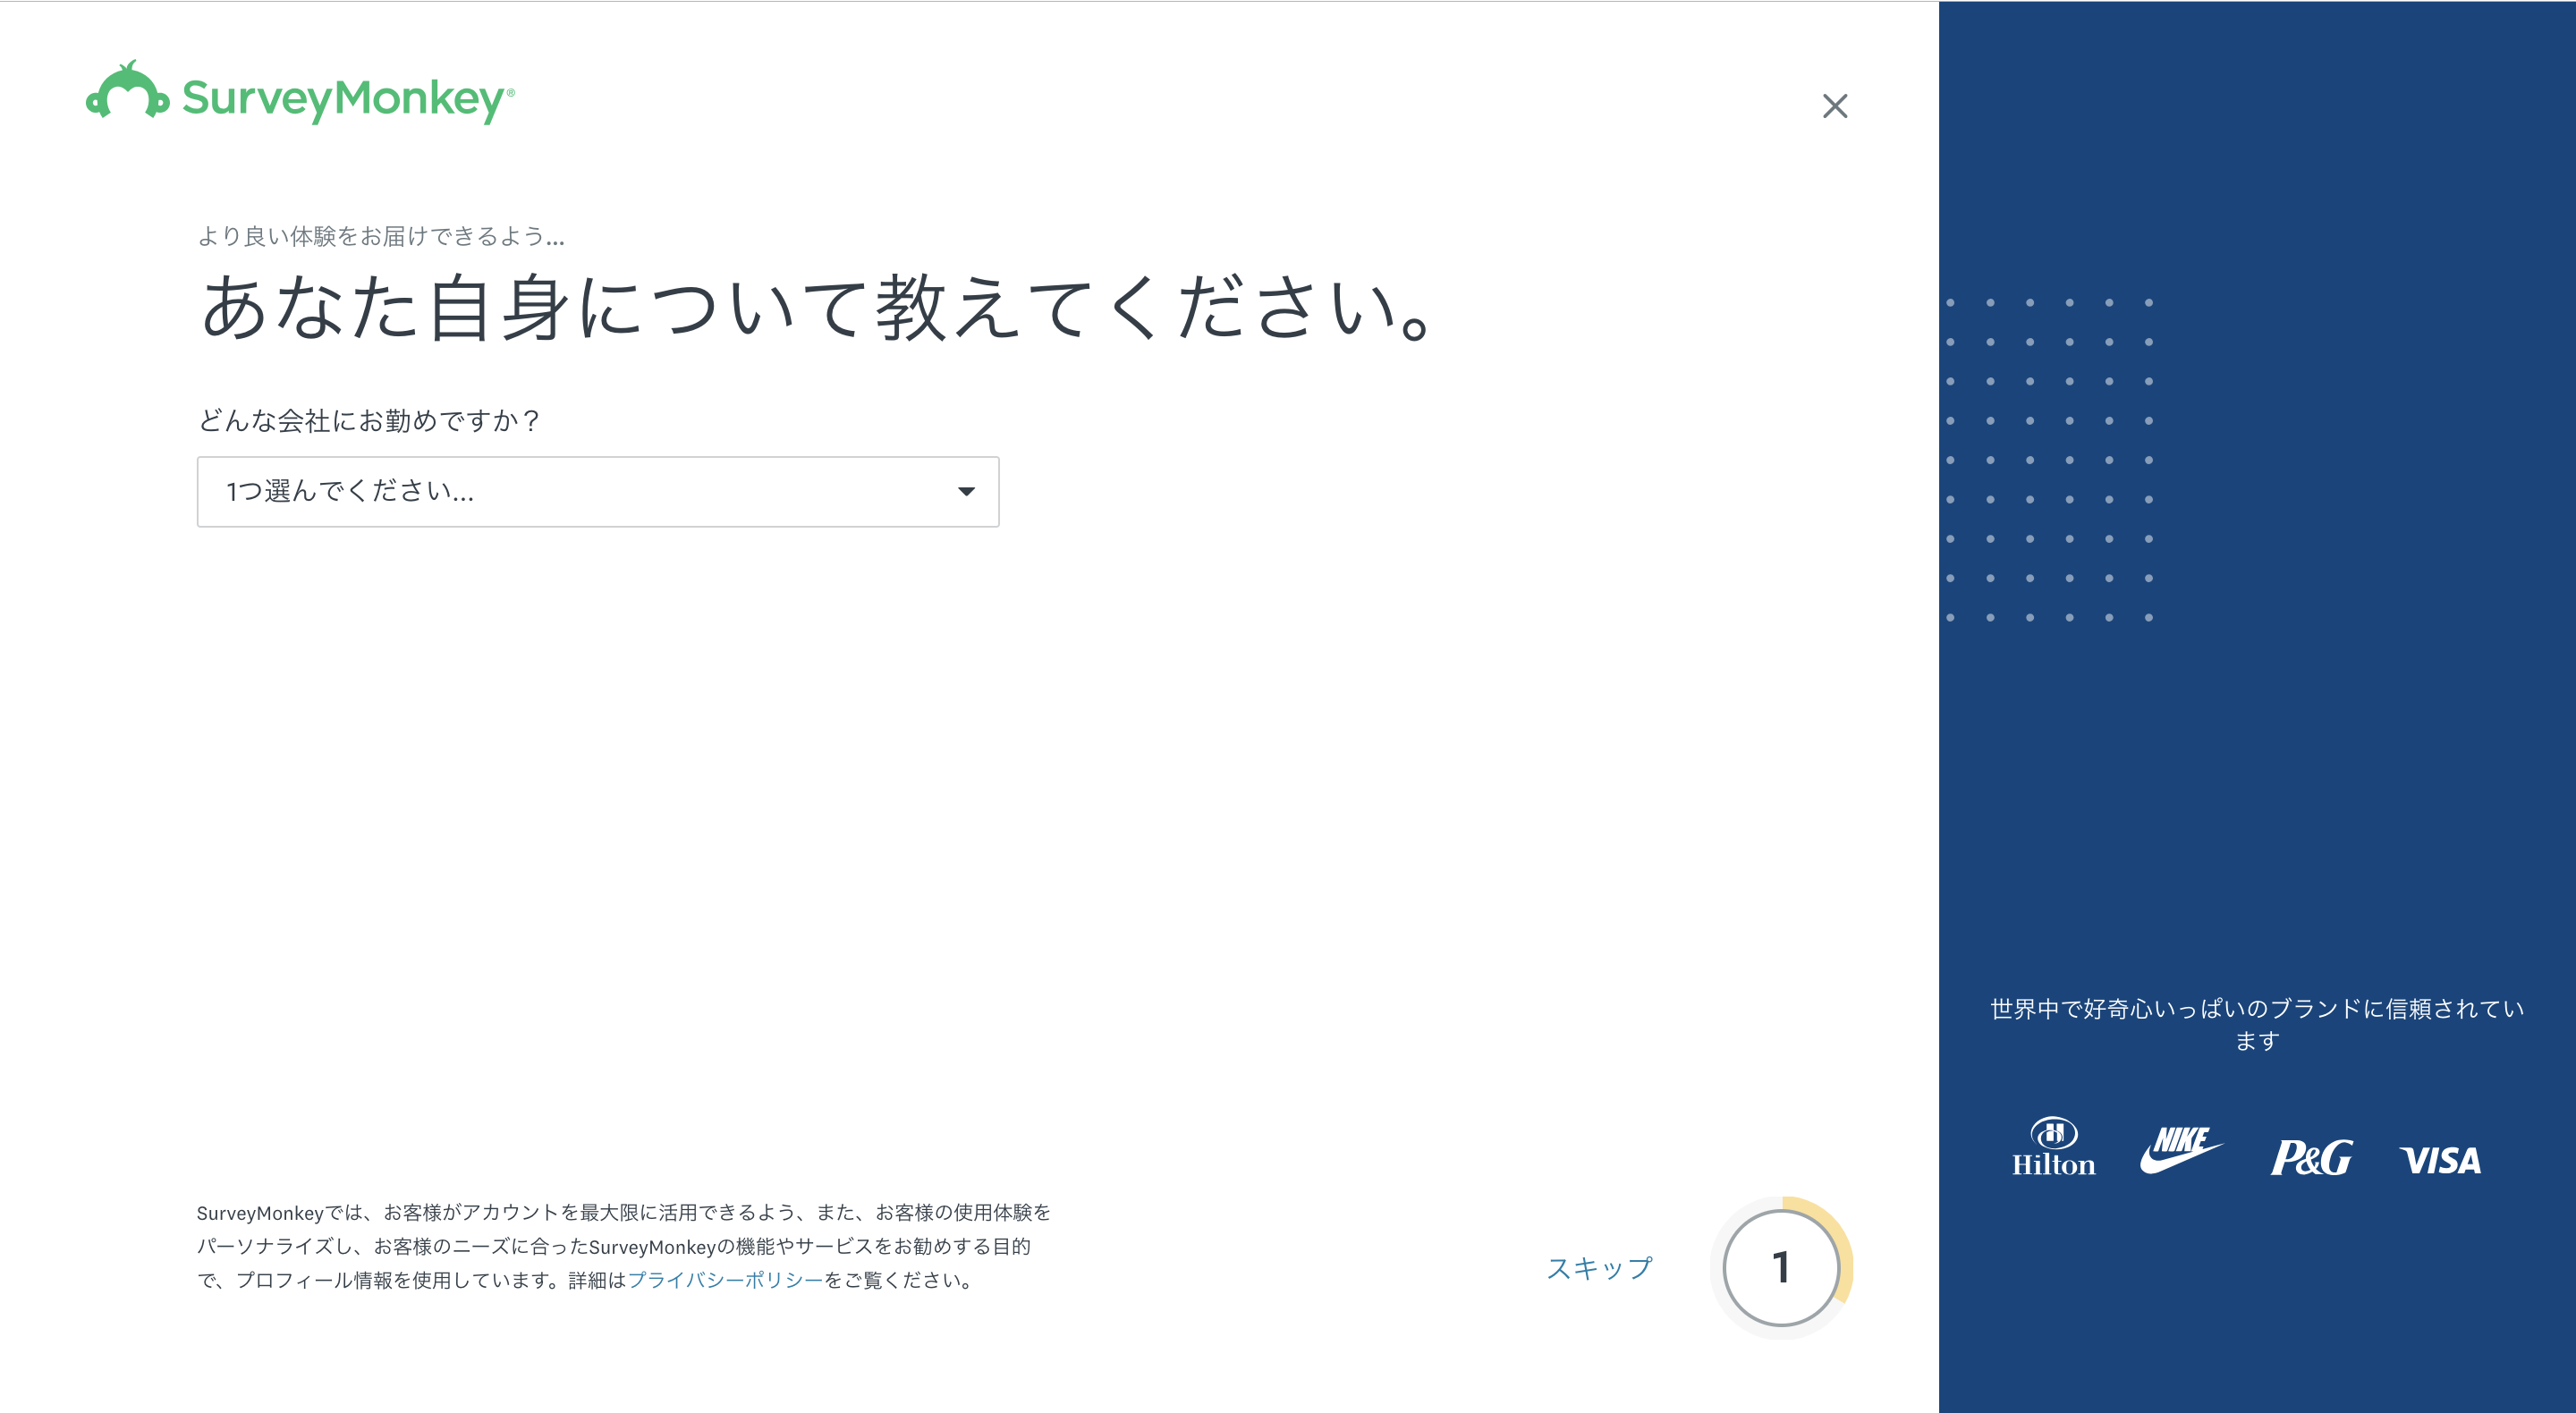 SurveyMonkey®
より良い体験をお届けできるよう...
あなた自身について教えてください。
どんな会社にお勤めですか？
1つ選んでください...
SurveyMonkeyでは、お客様がアカウントを最大限に活用できるよう、また、お客様の使用体験を
パーソナライズし、お客様のニーズに合ったSurveyMonkeyの機能やサービスをお勧めする目的
で、プロフィール情報を使用しています。詳細はプライバシーポリシーをご覧ください。
スキップ
1
世界中で好奇心いっぱいのブランドに信頼されてい
ます
Hilton
NIKE
P&G
VISA